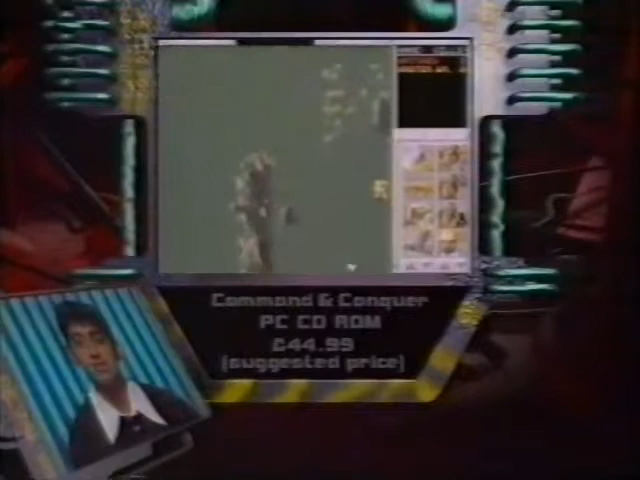 Command & Conquer
PC CD ROM
£44.99
(suggested price)